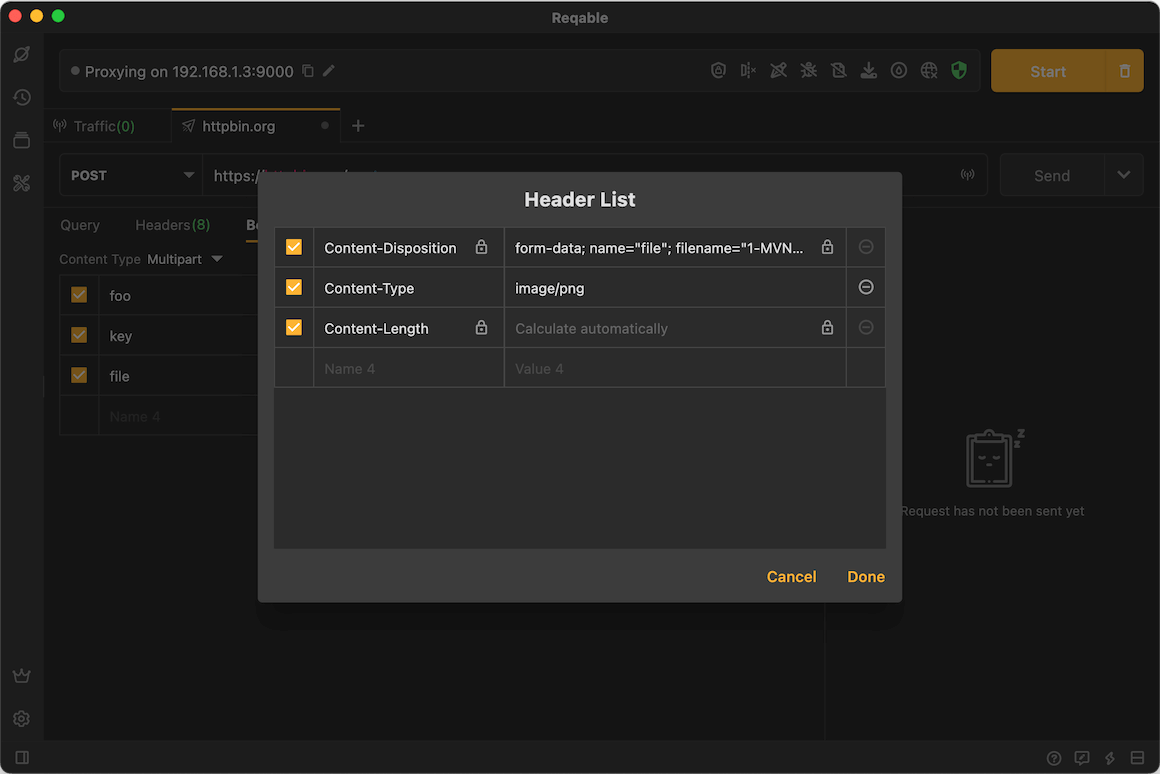 Reqable
Proxying on 192.168.1.3:9000
Start
Traffic(0)
httpbin.org
POST
https://
Send
Query
Headers(8)
Content Type Multipart
foo
key
file
Name 4
Header List
Content-Disposition
form-data; name="file"; filename="1-MVN...
Content-Type
image/png
Content-Length
Calculate automatically
Name 4
Value 4
Cancel
Done
z
z
Request has not been sent yet